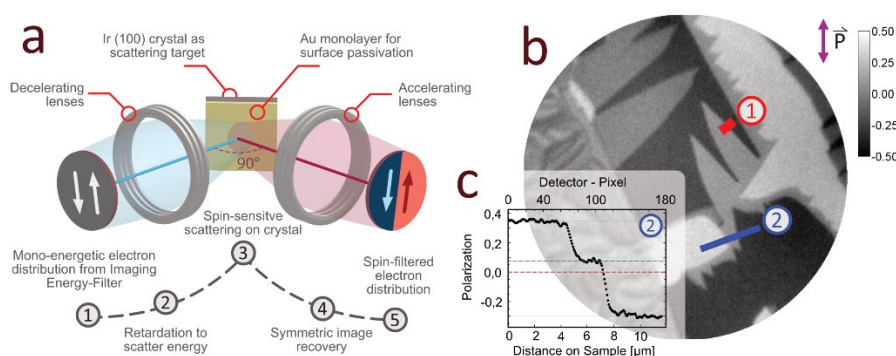 a
Ir (100) crystal as
scattering target
Au monolayer for
surface passivation
Decelerating
lenses
Accelerating
lenses
90°
Spin-sensitve
scattering on crystal
Mono-energetic electron
distribution from Imaging
Energy-Filter
Spin-filtered
electron
distribution
1
2
3
4
5
Retardation to
scatter energy
Symmetric image
recovery
b
P
0.50
0.25
0.00
-0.25
-0.50
1
2
c
Detector - Pixel
0 40 80 120 180
2
Polarization
0,4
0,2
0,0
-0,2
0 2 4 6 8 10
Distance on Sample [µm]